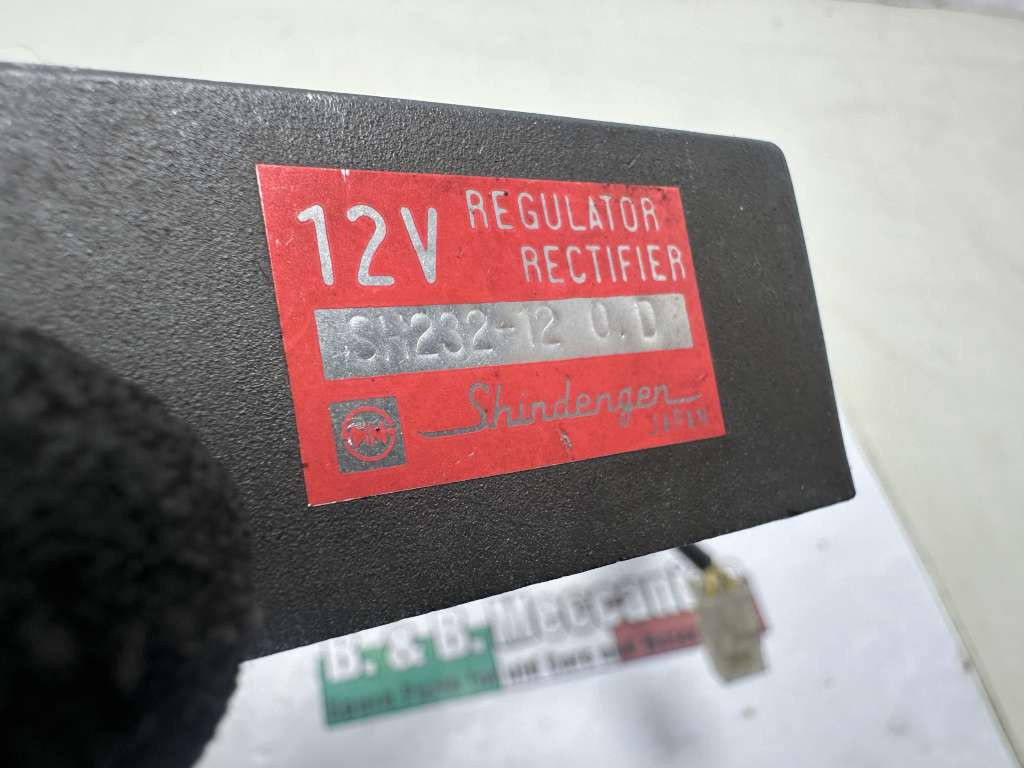 12V REGULATOR
RECTIFIER
SH232-12 0.D
Shindengen
JAPAN
B. & B.